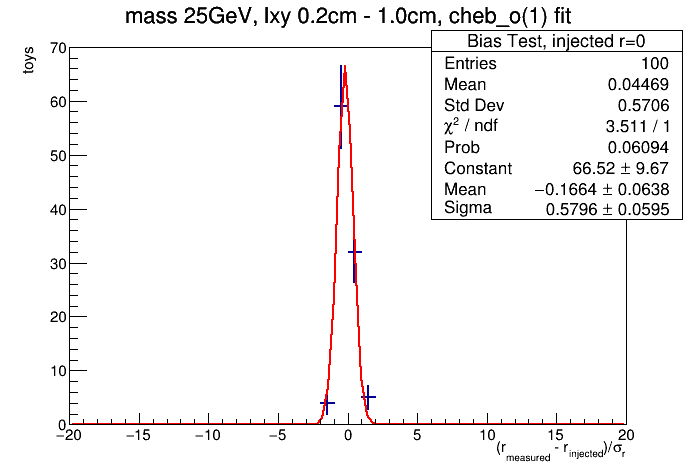 mass 25GeV, lxy 0.2cm - 1.0cm, cheb_o(1) fit
Bias Test, injected r=0
Entries 100
Mean 0.04469
Std Dev 0.5706
χ² / ndf 3.511 / 1
Prob 0.06094
Constant 66.52 ± 9.67
Mean −0.1664 ± 0.0638
Sigma 0.5796 ± 0.0595
toys
70
60
50
40
30
20
10
0
−20 −15 −10 −5 0 5 10 15 20
(r_measured - r_injected)/σ_r